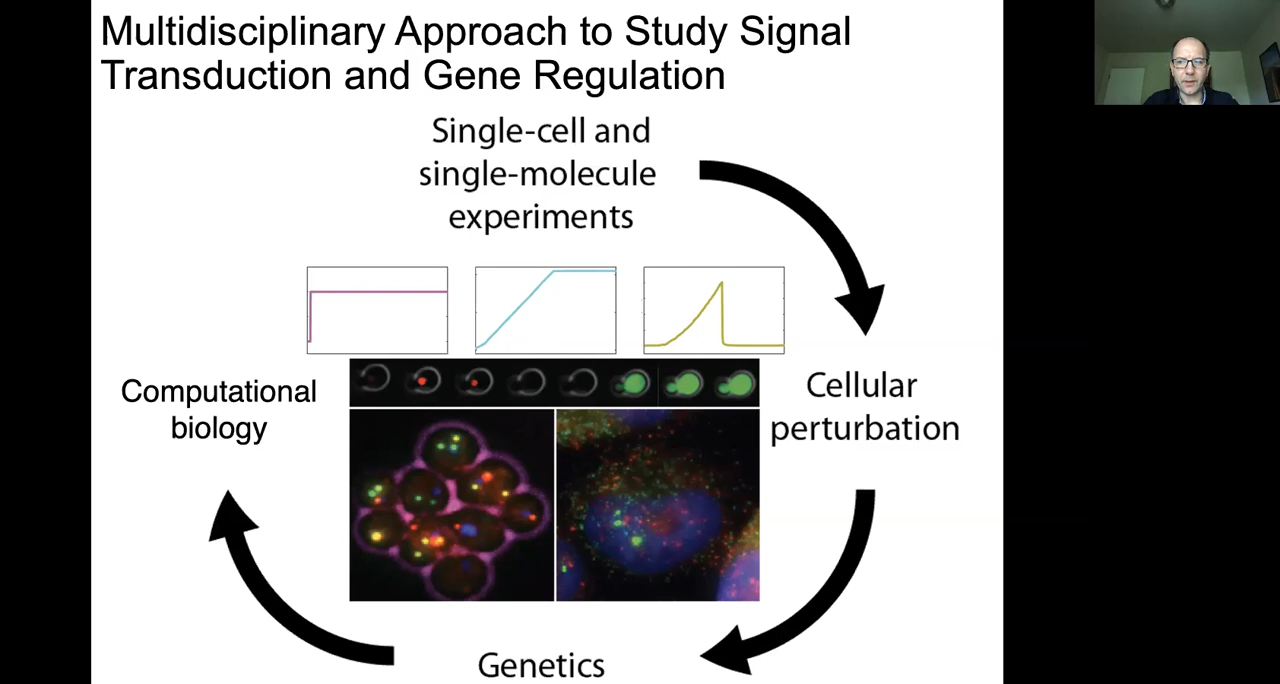 Multidisciplinary Approach to Study Signal
Transduction and Gene Regulation
Single-cell and
single-molecule
experiments
Computational
biology
Cellular
perturbation
Genetics